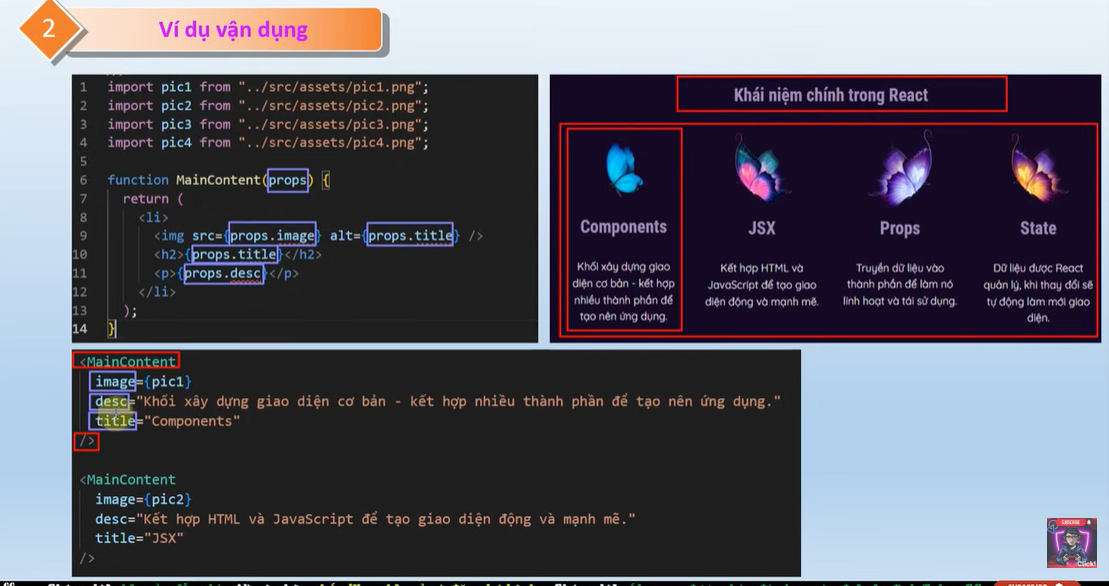 2
Ví dụ vận dụng
1 import pic1 from "../src/assets/pic1.png";
2 import pic2 from "../src/assets/pic2.png";
3 import pic3 from "../src/assets/pic3.png";
4 import pic4 from "../src/assets/pic4.png";
5
6 function MainContent(props) {
7 return (
8 <li>
9 <img src={props.image} alt={props.title} />
10 <h2>{props.title}</h2>
11 <p>{props.desc}</p>
12 </li>
13 );
14 }
Khái niệm chính trong React
Components
Khối xây dựng giao
diện cơ bản - kết hợp
nhiều thành phần để
tạo nên ứng dụng.
JSX
Kết hợp HTML và
JavaScript để tạo giao
diện động và mạnh mẽ.
Props
Truyền dữ liệu vào
thành phần để làm nó
linh hoạt và tái sử dụng.
State
Dữ liệu được React
quản lý, khi thay đổi sẽ
tự động làm mới giao
diện.
<MainContent
image={pic1}
desc="Khối xây dựng giao diện cơ bản - kết hợp nhiều thành phần để tạo nên ứng dụng."
title="Components"
/>
<MainContent
image={pic2}
desc="Kết hợp HTML và JavaScript để tạo giao diện động và mạnh mẽ."
title="JSX"
/>
SUBSCRIBE
Click!